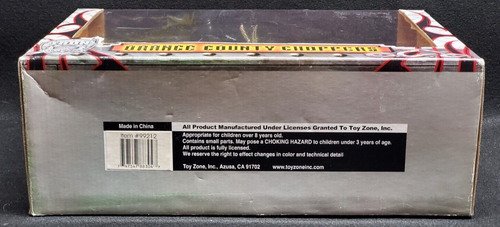 ORANGE COUNTY CHOPPERS
Made in China
Item #99212
All Product Manufactured Under Licenses Granted To Toy Zone, Inc.
Appropriate for children over 8 years old.
Contains small parts. May pose a CHOKING HAZARD to children under 3 years of age.
All product is fully licensed.
We reserve the right to effect changes in color and technical detail
Toy Zone, Inc., Azusa, CA 91702 www.toyzoneinc.com